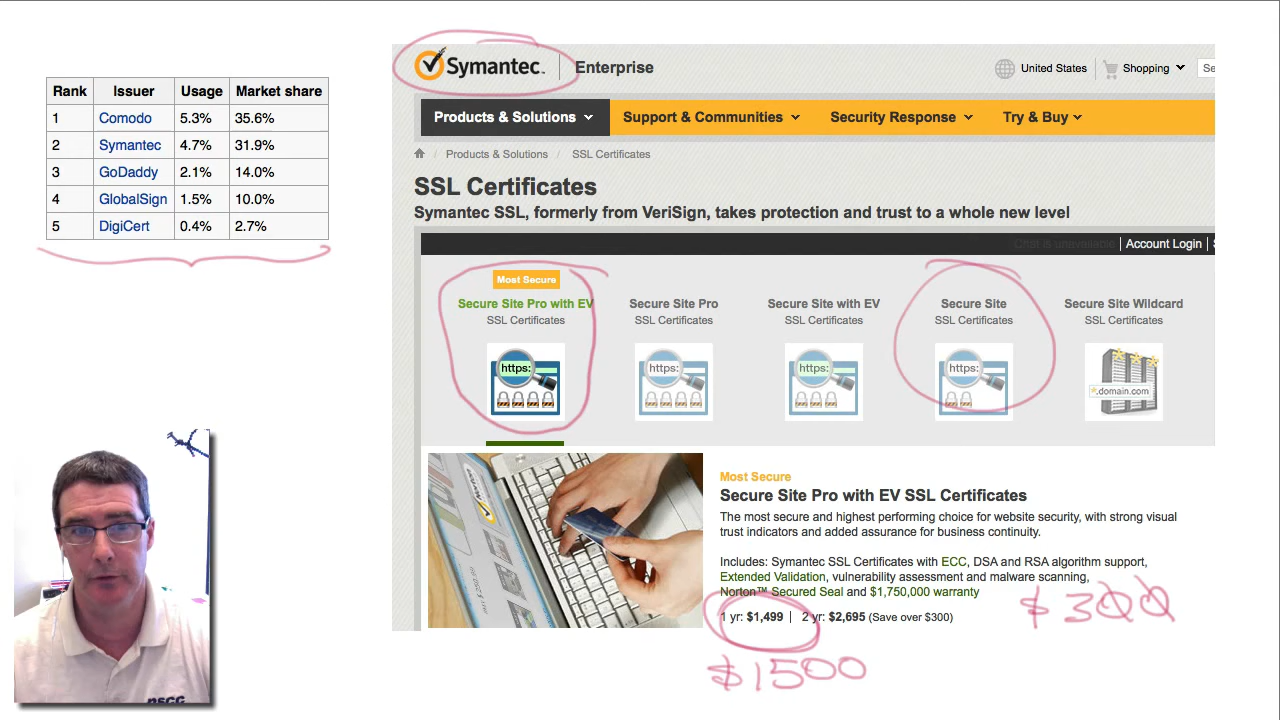 Rank Issuer Usage Market share
1 Comodo 5.3% 35.6%
2 Symantec 4.7% 31.9%
3 GoDaddy 2.1% 14.0%
4 GlobalSign 1.5% 10.0%
5 DigiCert 0.4% 2.7%
Symantec. Enterprise
United States Shopping Se
Products & Solutions Support & Communities Security Response Try & Buy
/ Products & Solutions / SSL Certificates
SSL Certificates
Symantec SSL, formerly from VeriSign, takes protection and trust to a whole new level
Chat is unavailable Account Login
Most Secure
Secure Site Pro with EV Secure Site Pro Secure Site with EV Secure Site Secure Site Wildcard
SSL Certificates SSL Certificates SSL Certificates SSL Certificates SSL Certificates
https: https: https: https:
*.domain.com
Most Secure
Secure Site Pro with EV SSL Certificates
The most secure and highest performing choice for website security, with strong visual
trust indicators and added assurance for business continuity.
Includes: Symantec SSL Certificates with ECC, DSA and RSA algorithm support,
Extended Validation, vulnerability assessment and malware scanning,
Norton™ Secured Seal and $1,750,000 warranty
1 yr: $1,499 | 2 yr: $2,695 (Save over $300)
$300
$1500